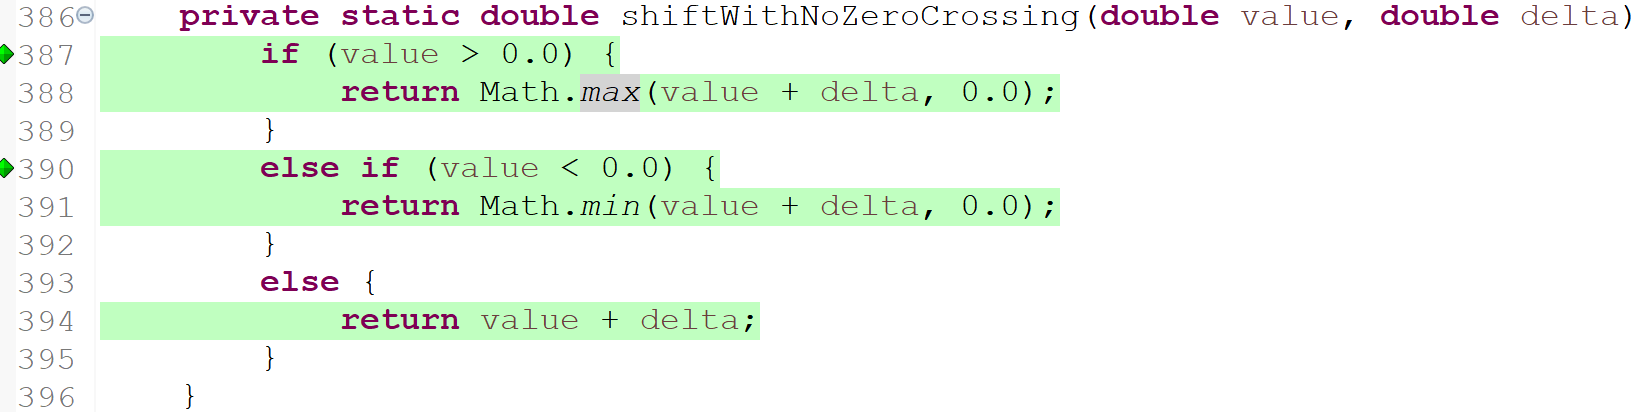 386 private static double shiftWithNoZeroCrossing(double value, double delta)
387 if (value > 0.0) {
388 return Math.max(value + delta, 0.0);
389 }
390 else if (value < 0.0) {
391 return Math.min(value + delta, 0.0);
392 }
393 else {
394 return value + delta;
395 }
396 }